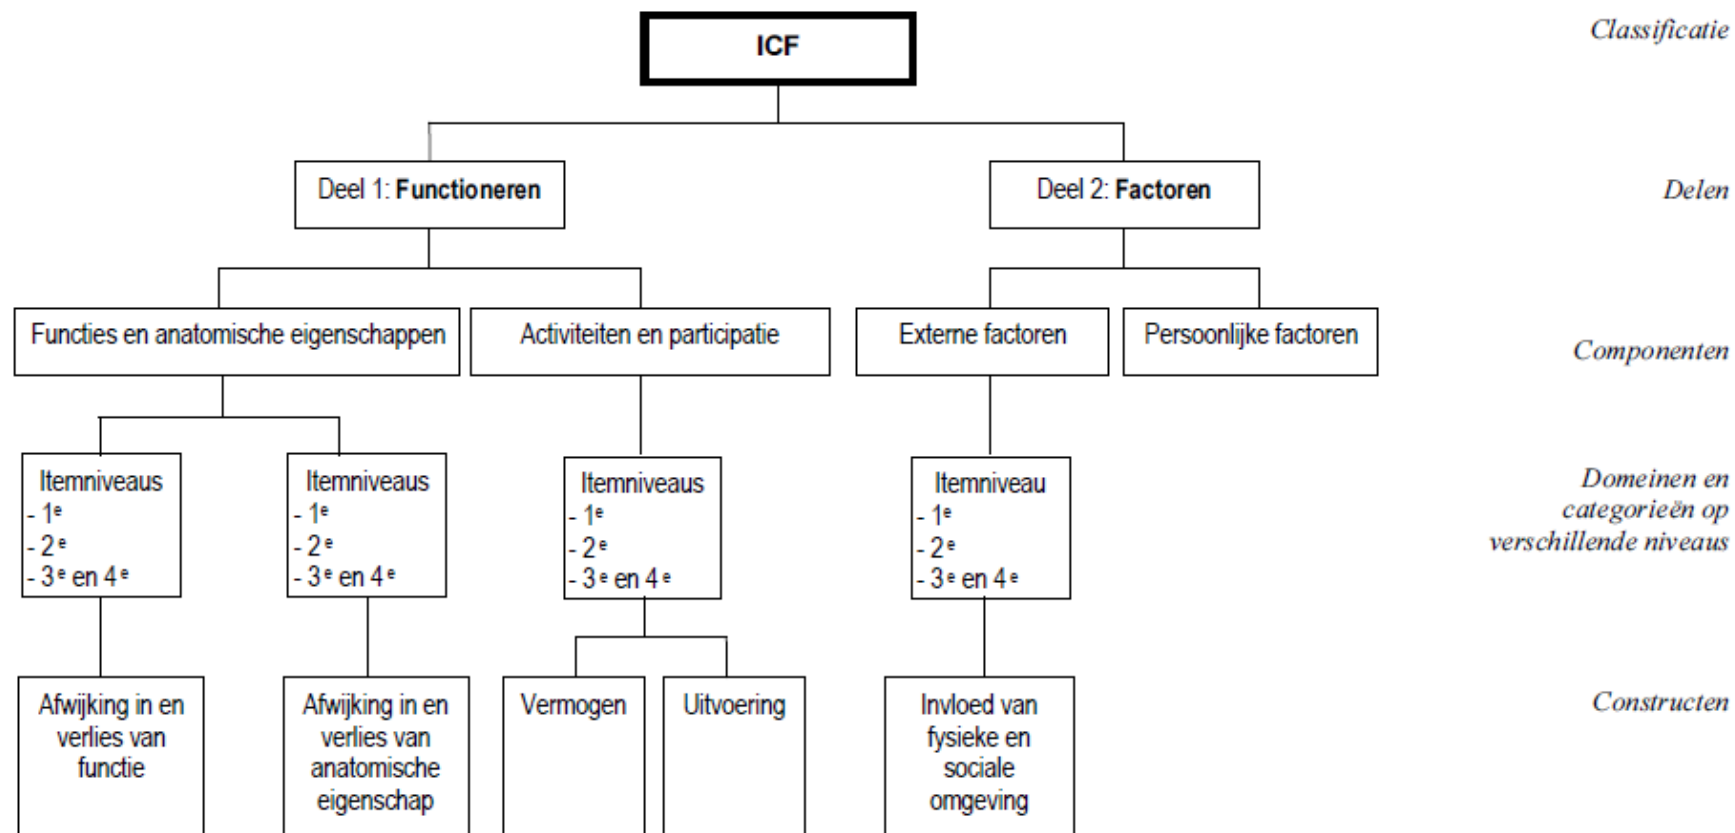 ICF
Classificatie
Deel 1: Functioneren
Deel 2: Factoren
Delen
Functies en anatomische eigenschappen
Activiteiten en participatie
Externe factoren
Persoonlijke factoren
Componenten
Itemniveaus
- 1e
- 2e
- 3e en 4e
Itemniveaus
- 1e
- 2e
- 3e en 4e
Itemniveaus
- 1e
- 2e
- 3e en 4e
Itemniveau
- 1e
- 2e
- 3e en 4e
Domeinen en
categorieën op
verschillende niveaus
Afwijking in en
verlies van
functie
Afwijking in en
verlies van
anatomische
eigenschap
Vermogen
Uitvoering
Invloed van
fysieke en
sociale
omgeving
Constructen